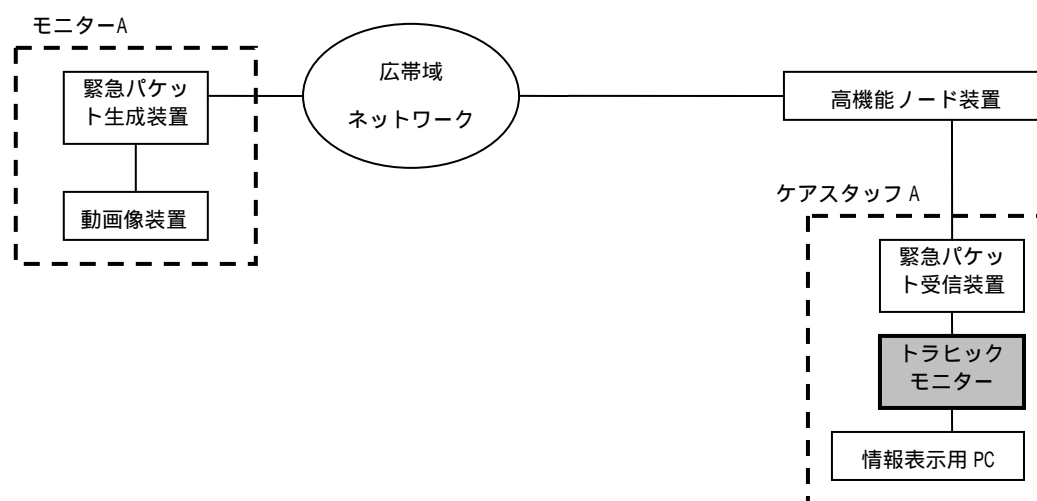 モニターA
緊急パケッ
ト生成装置
動画像装置
広帯域
ネットワーク
高機能ノード装置
ケアスタッフ A
緊急パケッ
ト受信装置
トラヒック
モニター
情報表示用 PC